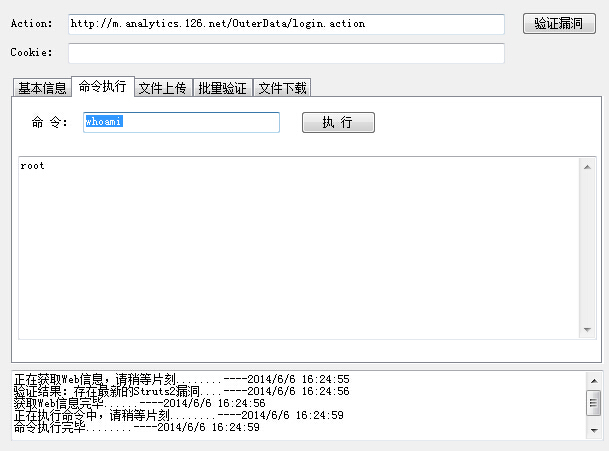 Action: http://m.analytics.126.net/OuterData/login.action 验证漏洞
Cookie:
基本信息 命令执行 文件上传 批量验证 文件下载
命 令: whoami 执 行
root
正在获取Web信息，请稍等片刻........----2014/6/6 16:24:55
验证结果: 存在最新的Struts2漏洞....----2014/6/6 16:24:56
获取Web信息完毕......----2014/6/6 16:24:56
正在执行命令中，请稍等片刻........----2014/6/6 16:24:59
命令执行完毕........----2014/6/6 16:24:59